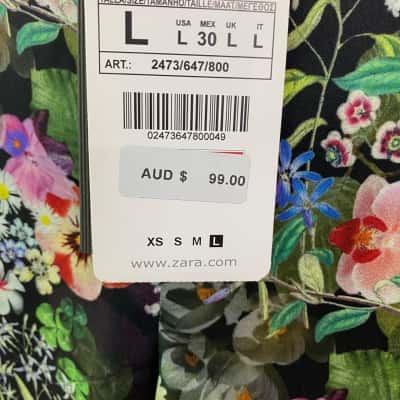 TALLA/SIZE/TAMANHO/TAILLE/MAAT/ΜΕΓΕΘΟΣ
L USA L MEX 30 UK L IT L
ART.: 2473/647/800
02473647800049
AUD $ 99.00
XS S M L
www.zara.com